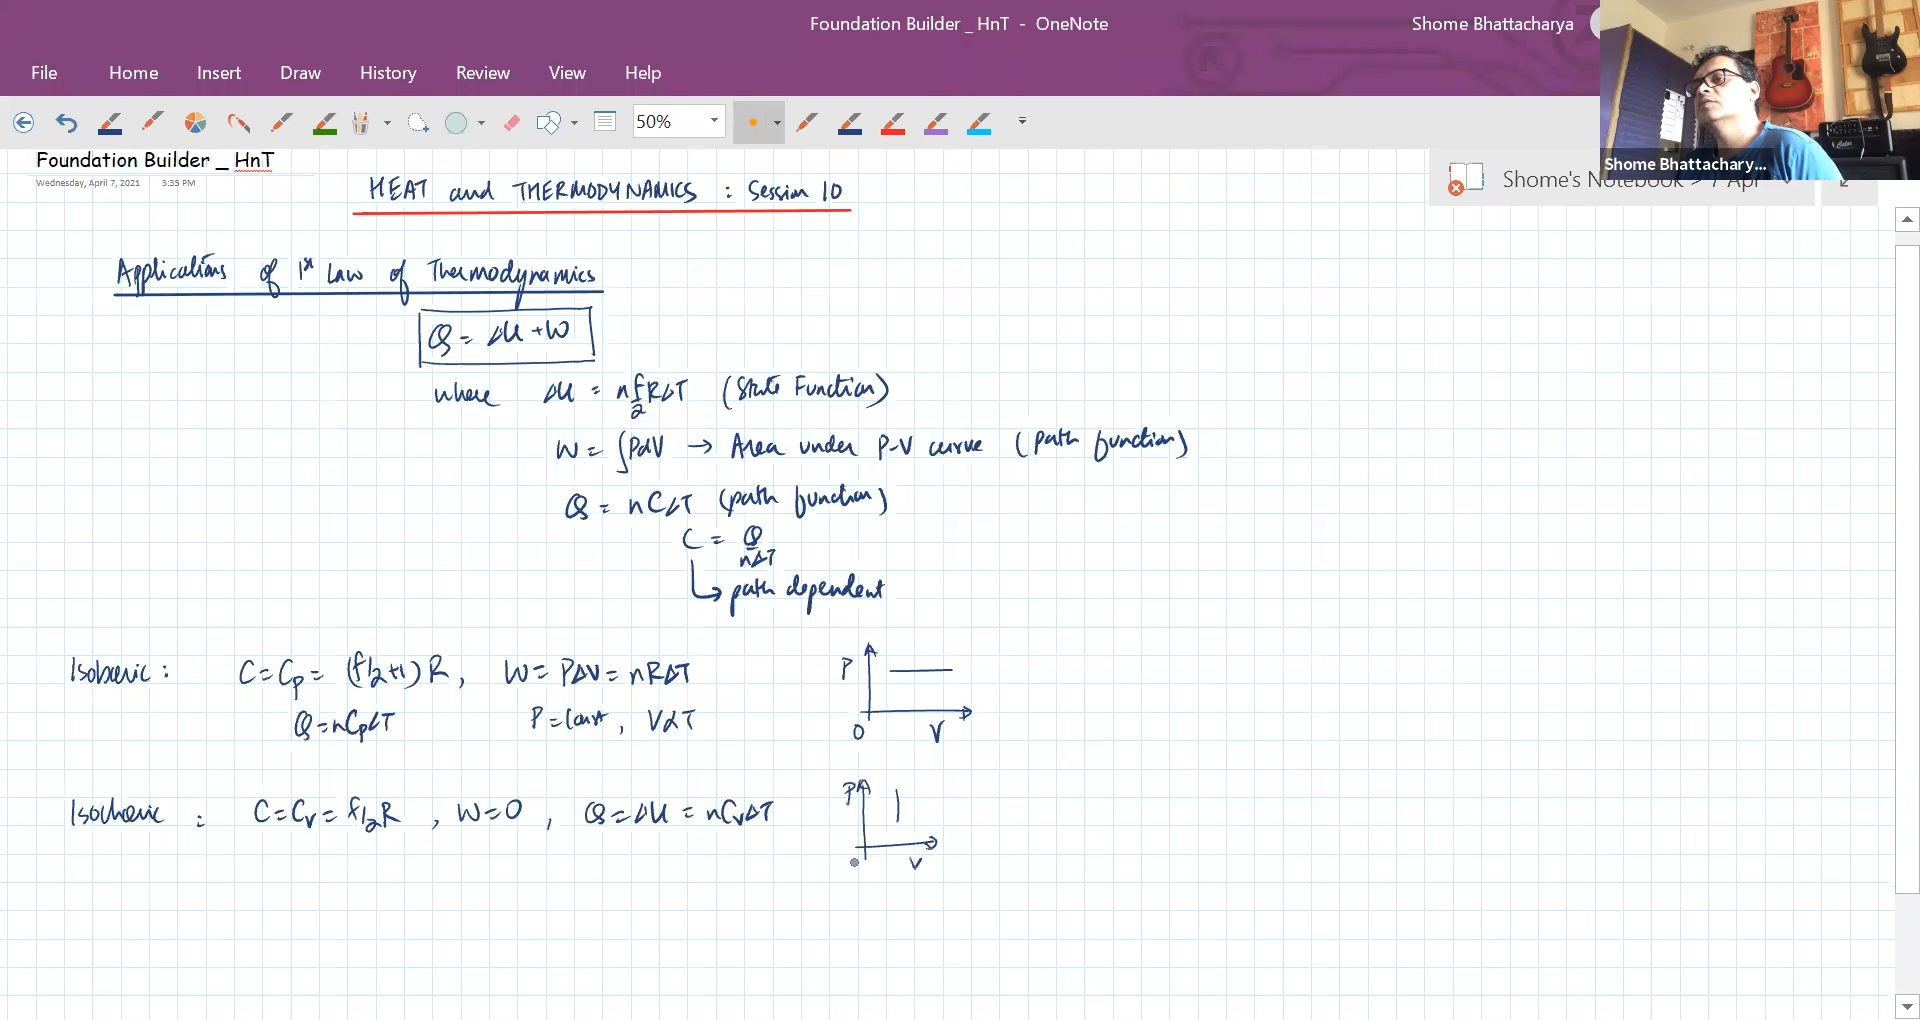 Foundation Builder _ HnT - OneNote
Shome Bhattacharya
File Home Insert Draw History Review View Help
50%
Shome Bhattachary...
Foundation Builder _ HnT
Wednesday, April 7, 2021 3:35 PM
Shome's Notebook > 7 Apr
HEAT and THERMODYNAMICS : Session 10
Applications of 1st Law of Thermodynamics
Q = ΔU + W
where ΔU = n f/2 RΔT (State Function)
W = ∫PdV → Area under P-V curve (path function)
Q = nCΔT (path function)
C = Q/nΔT
↳ path dependent
Isobaric : C = Cp = (f/2+1) R, W = PΔV = nRΔT
Q = nCpΔT P = Const, V α T
P
O V
Isochoric : C = Cv = f/2 R , W = 0 , Q = ΔU = nCvΔT
P
V